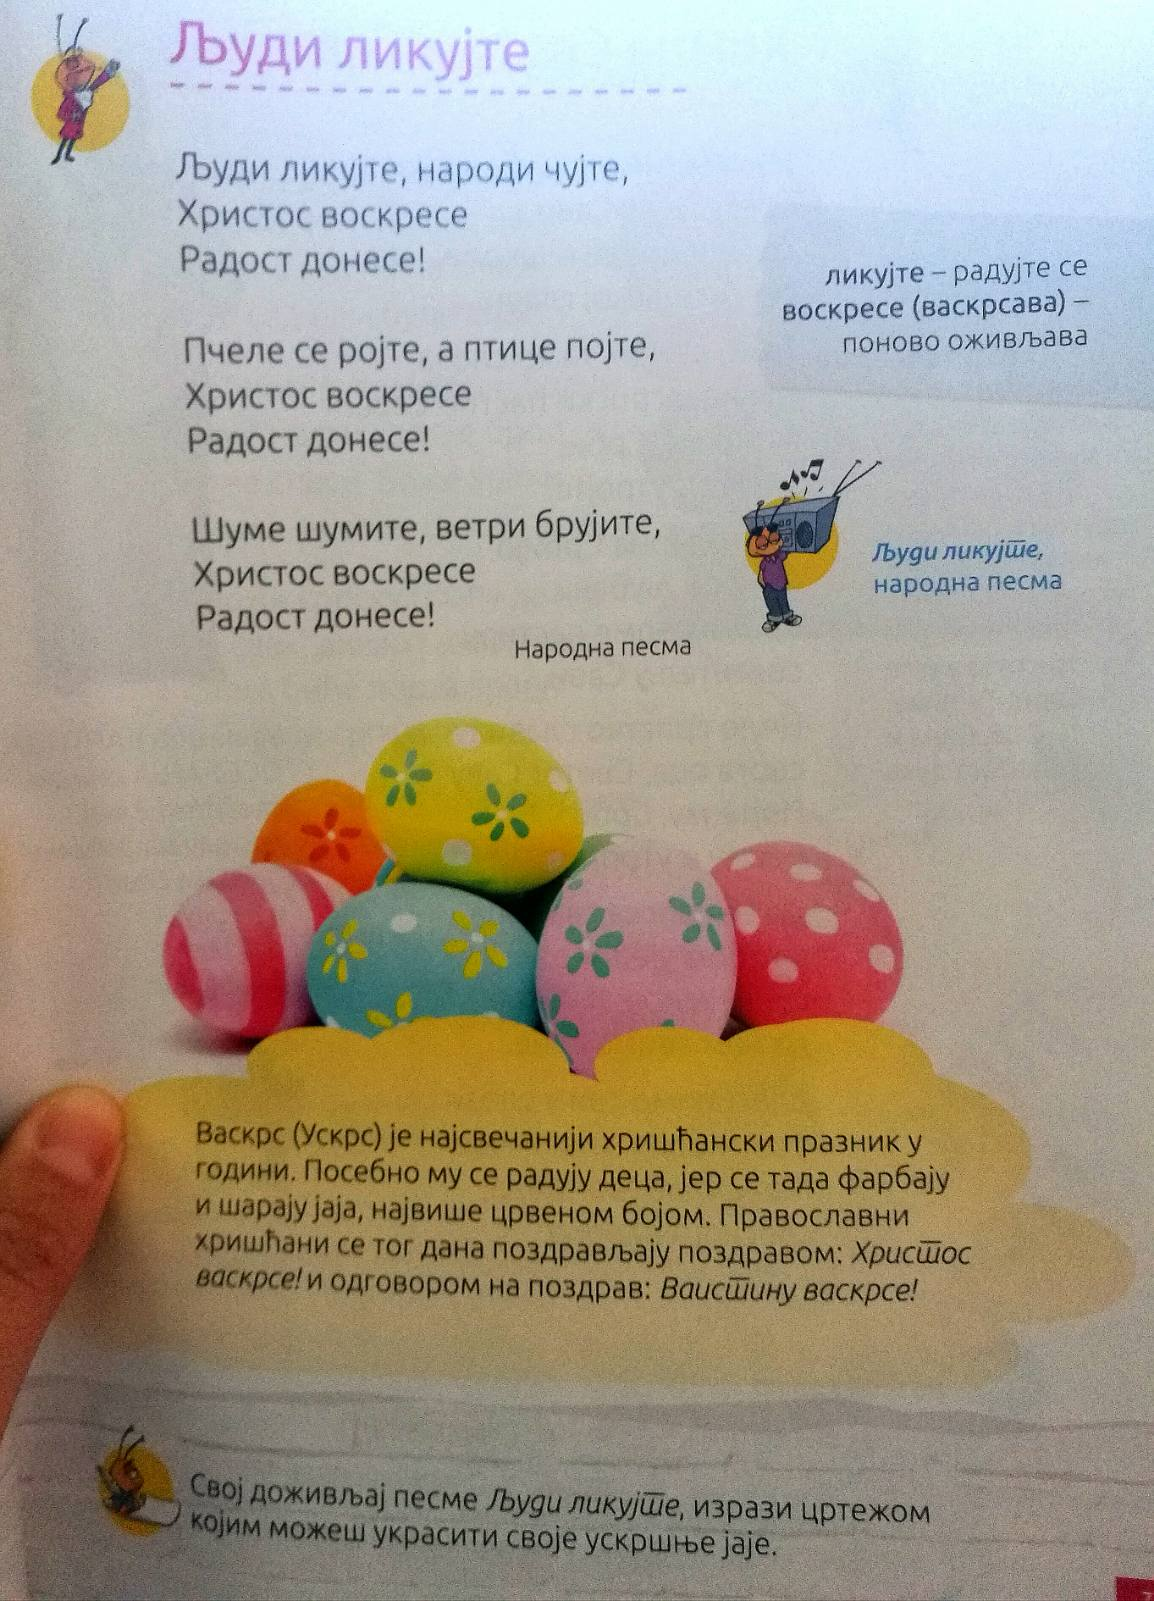 Људи ликујте
Људи ликујте, народи чујте,
Христос воскресе
Радост донесе!
Пчеле се ројте, а птице појте,
Христос воскресе
Радост донесе!
Шуме шумите, ветри брујите,
Христос воскресе
Радост донесе!
Народна песма
ликујте – радујте се
воскресе (васкрсава) –
поново оживљава
Људи ликујте,
народна песма
Васкрс (Ускрс) је најсвечанији хришћански празник у
години. Посебно му се радују деца, јер се тада фарбају
и шарају јаја, највише црвеном бојом. Православни
хришћани се тог дана поздрављају поздравом: Христос
васкрсе! и одговором на поздрав: Ваистину васкрсе!
Свој доживљај песме Људи ликујте, изрази цртежом
којим можеш украсити своје ускршње јаје.